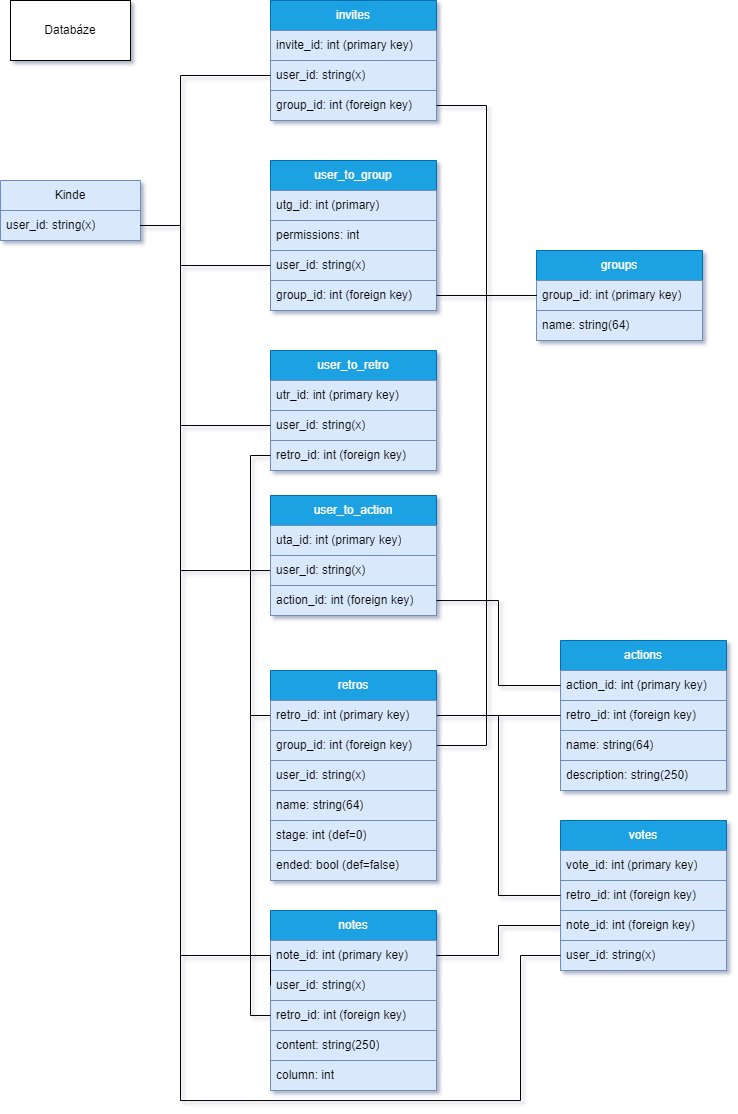 Databáze
invites
invite_id: int (primary key)
user_id: string(x)
group_id: int (foreign key)
Kinde
user_id: string(x)
user_to_group
utg_id: int (primary)
permissions: int
user_id: string(x)
group_id: int (foreign key)
groups
group_id: int (primary key)
name: string(64)
user_to_retro
utr_id: int (primary key)
user_id: string(x)
retro_id: int (foreign key)
user_to_action
uta_id: int (primary key)
user_id: string(x)
action_id: int (foreign key)
actions
action_id: int (primary key)
retro_id: int (foreign key)
name: string(64)
description: string(250)
retros
retro_id: int (primary key)
group_id: int (foreign key)
user_id: string(x)
name: string(64)
stage: int (def=0)
ended: bool (def=false)
votes
vote_id: int (primary key)
retro_id: int (foreign key)
note_id: int (foreign key)
user_id: string(x)
notes
note_id: int (primary key)
user_id: string(x)
retro_id: int (foreign key)
content: string(250)
column: int